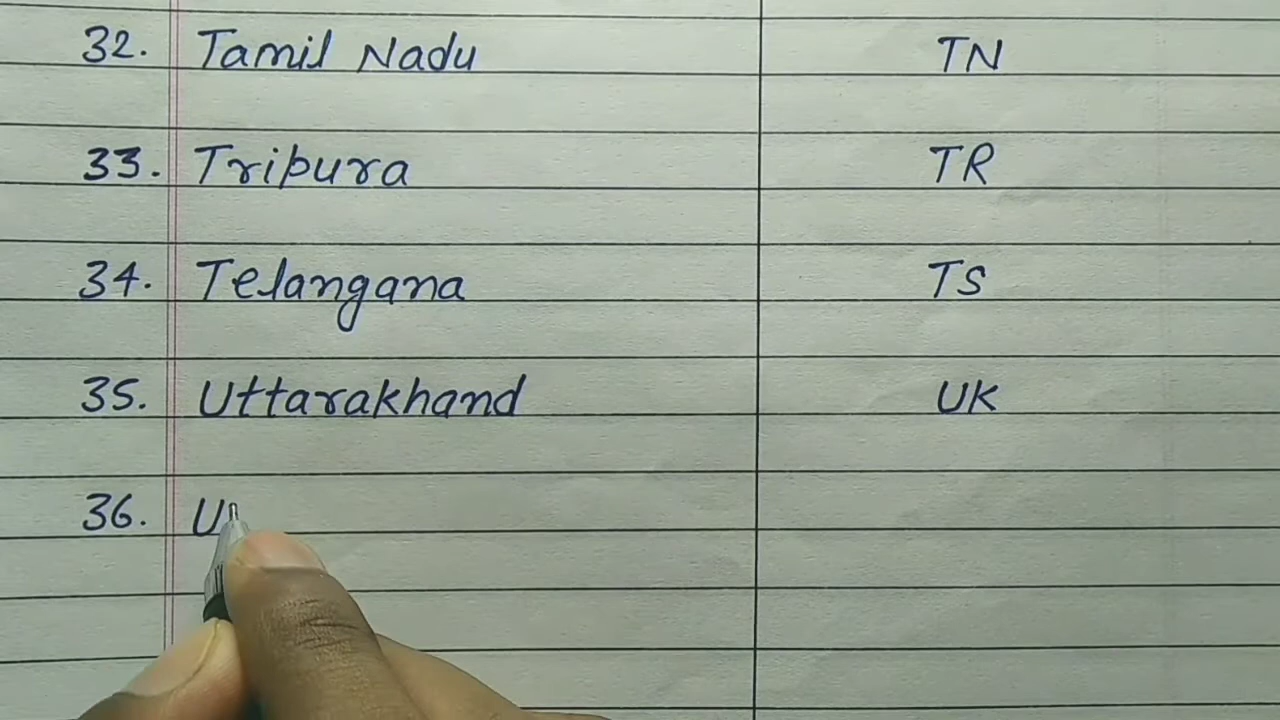 32. Tamil Nadu TN
33. Tripura TR
34. Telangana TS
35. Uttarakhand UK
36. U